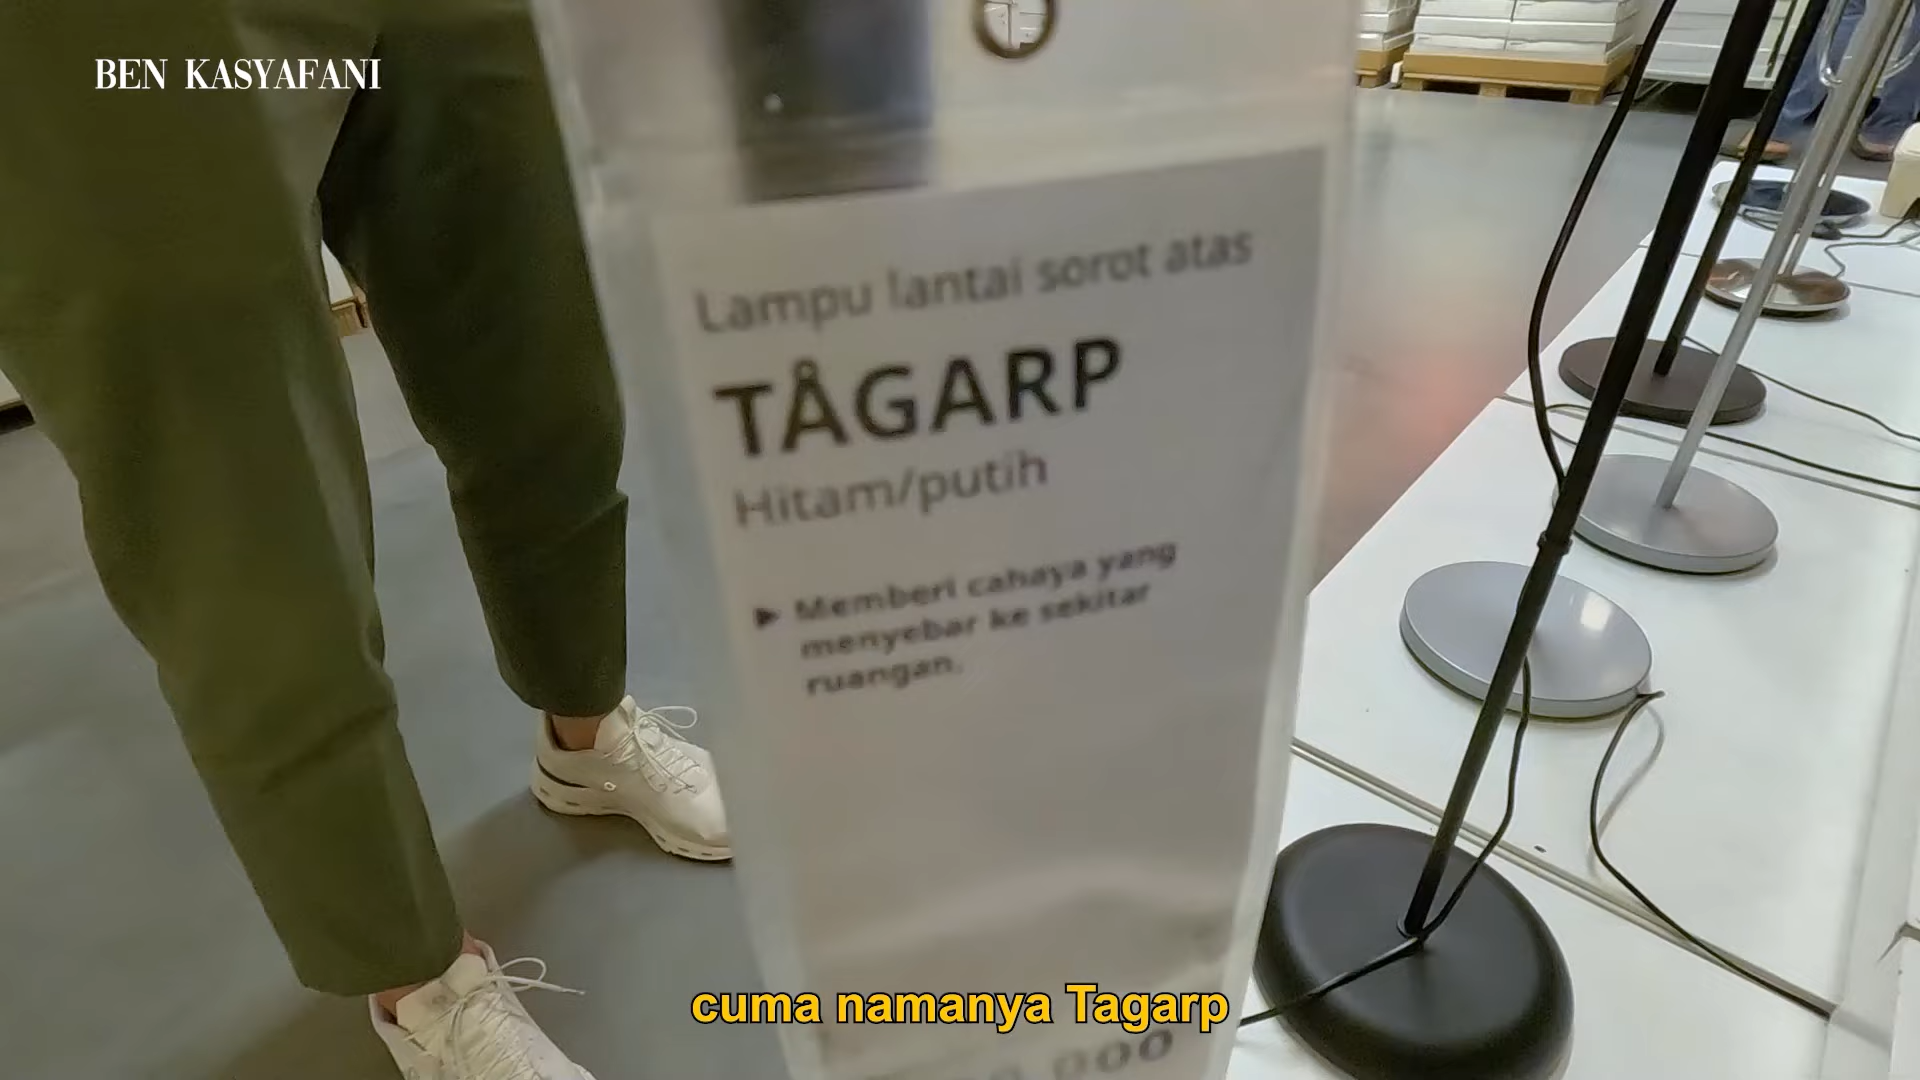 BEN KASYAFANI
Lampu lantai sorot atas
TÅGARP
Hitam/putih
▶ Memberi cahaya yang
menyebar ke sekitar
ruangan.
cuma namanya Tagarp